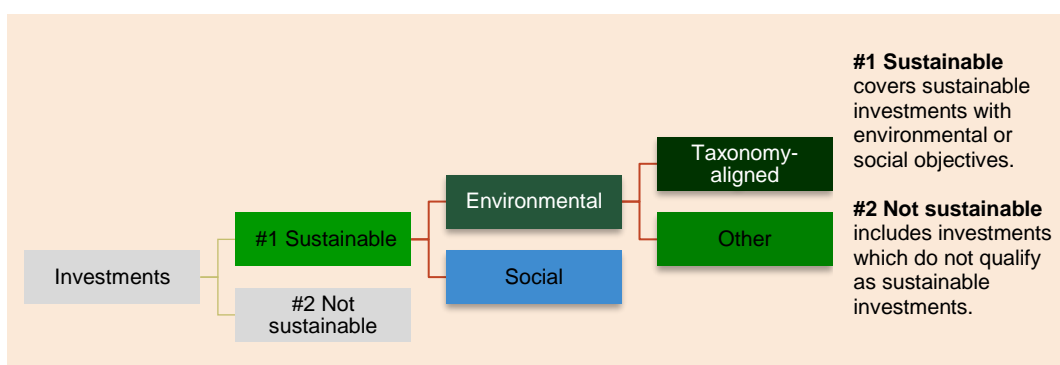 Investments
#1 Sustainable
#2 Not
sustainable
Environmental
Social
Taxonomy-
aligned
Other
#1 Sustainable
covers sustainable
investments with
environmental or
social objectives.
#2 Not sustainable
includes investments
which do not qualify
as sustainable
investments.